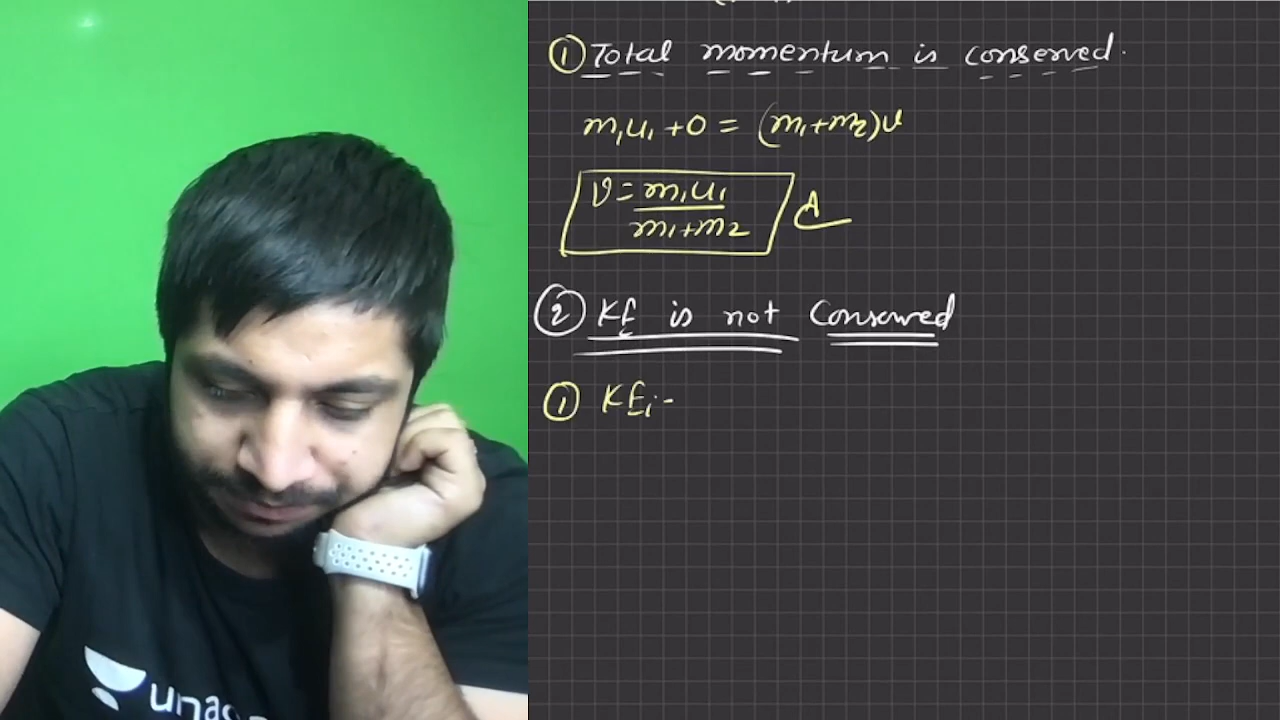 ① Total momentum is conserved.
m₁u₁ + 0 = (m₁+m₂)v
v = m₁u₁
m₁+m₂
② KE is not Conserved
① KEᵢ -
una